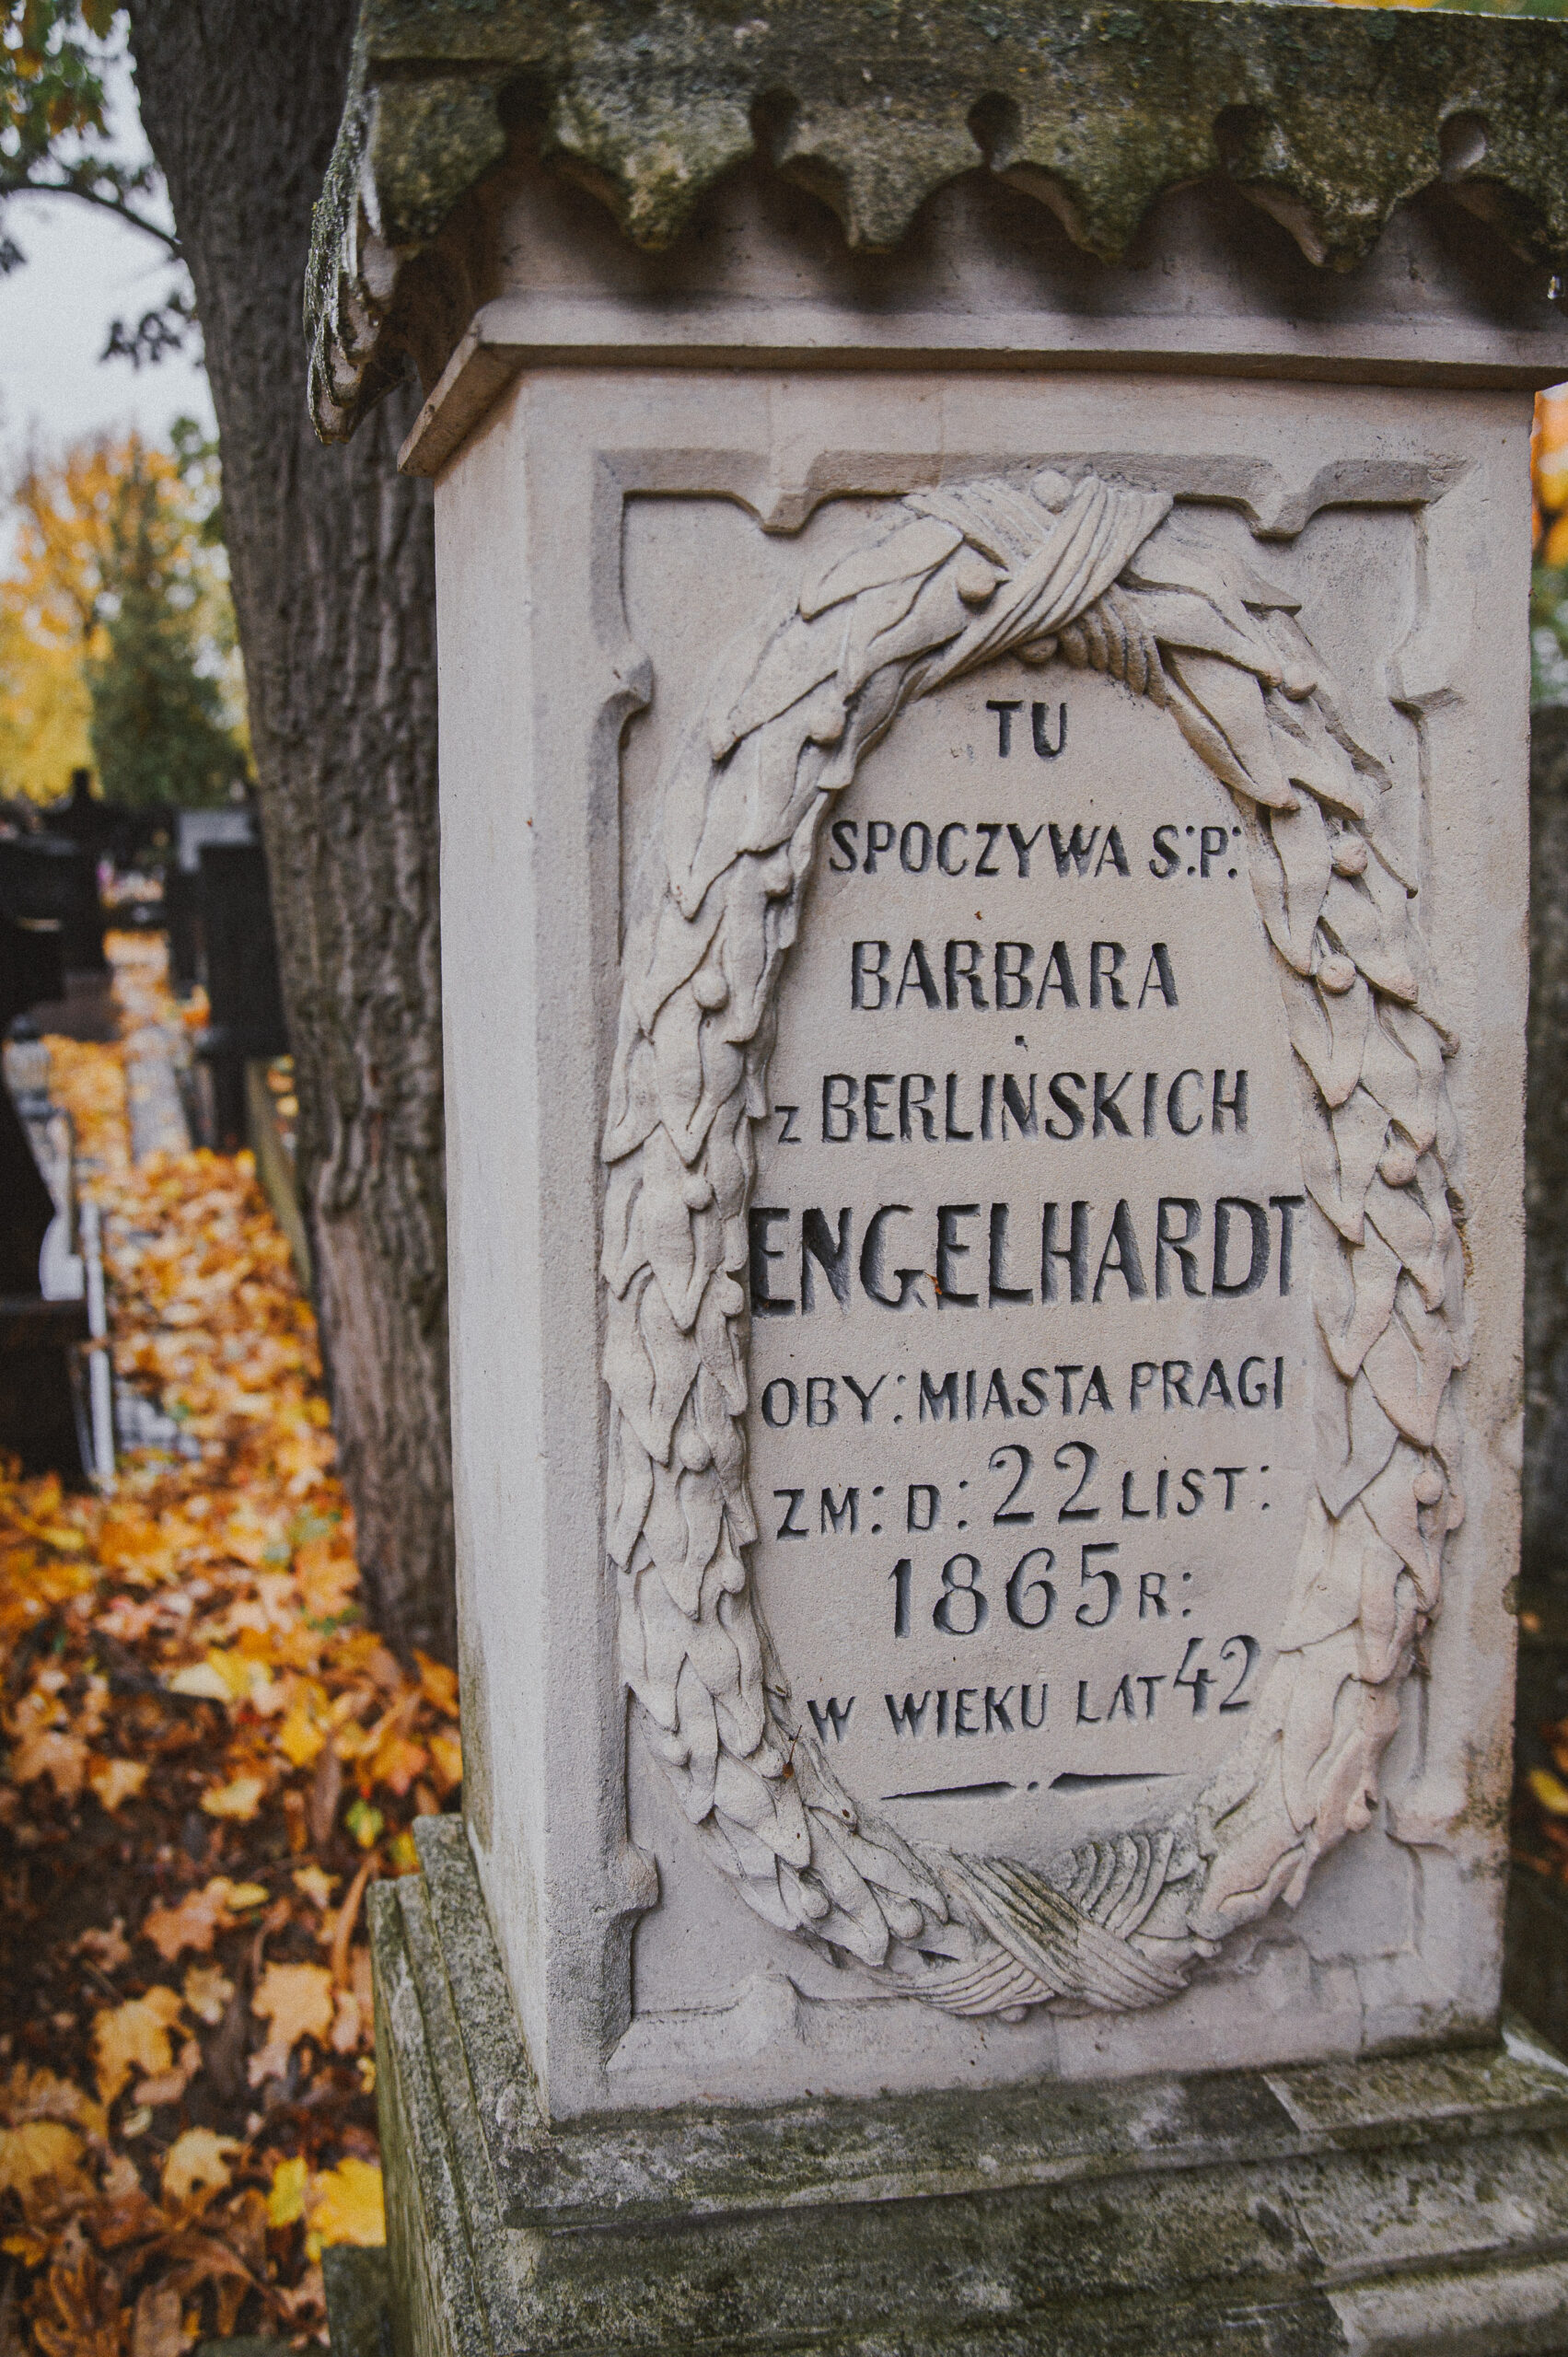 TU
SPOCZYWA S:P:
BARBARA
z BERLIŃSKICH
ENGELHARDT
OBY: MIASTA PRAGI
ZM: D: 22 LIST:
1865 R:
W WIEKU LAT 42